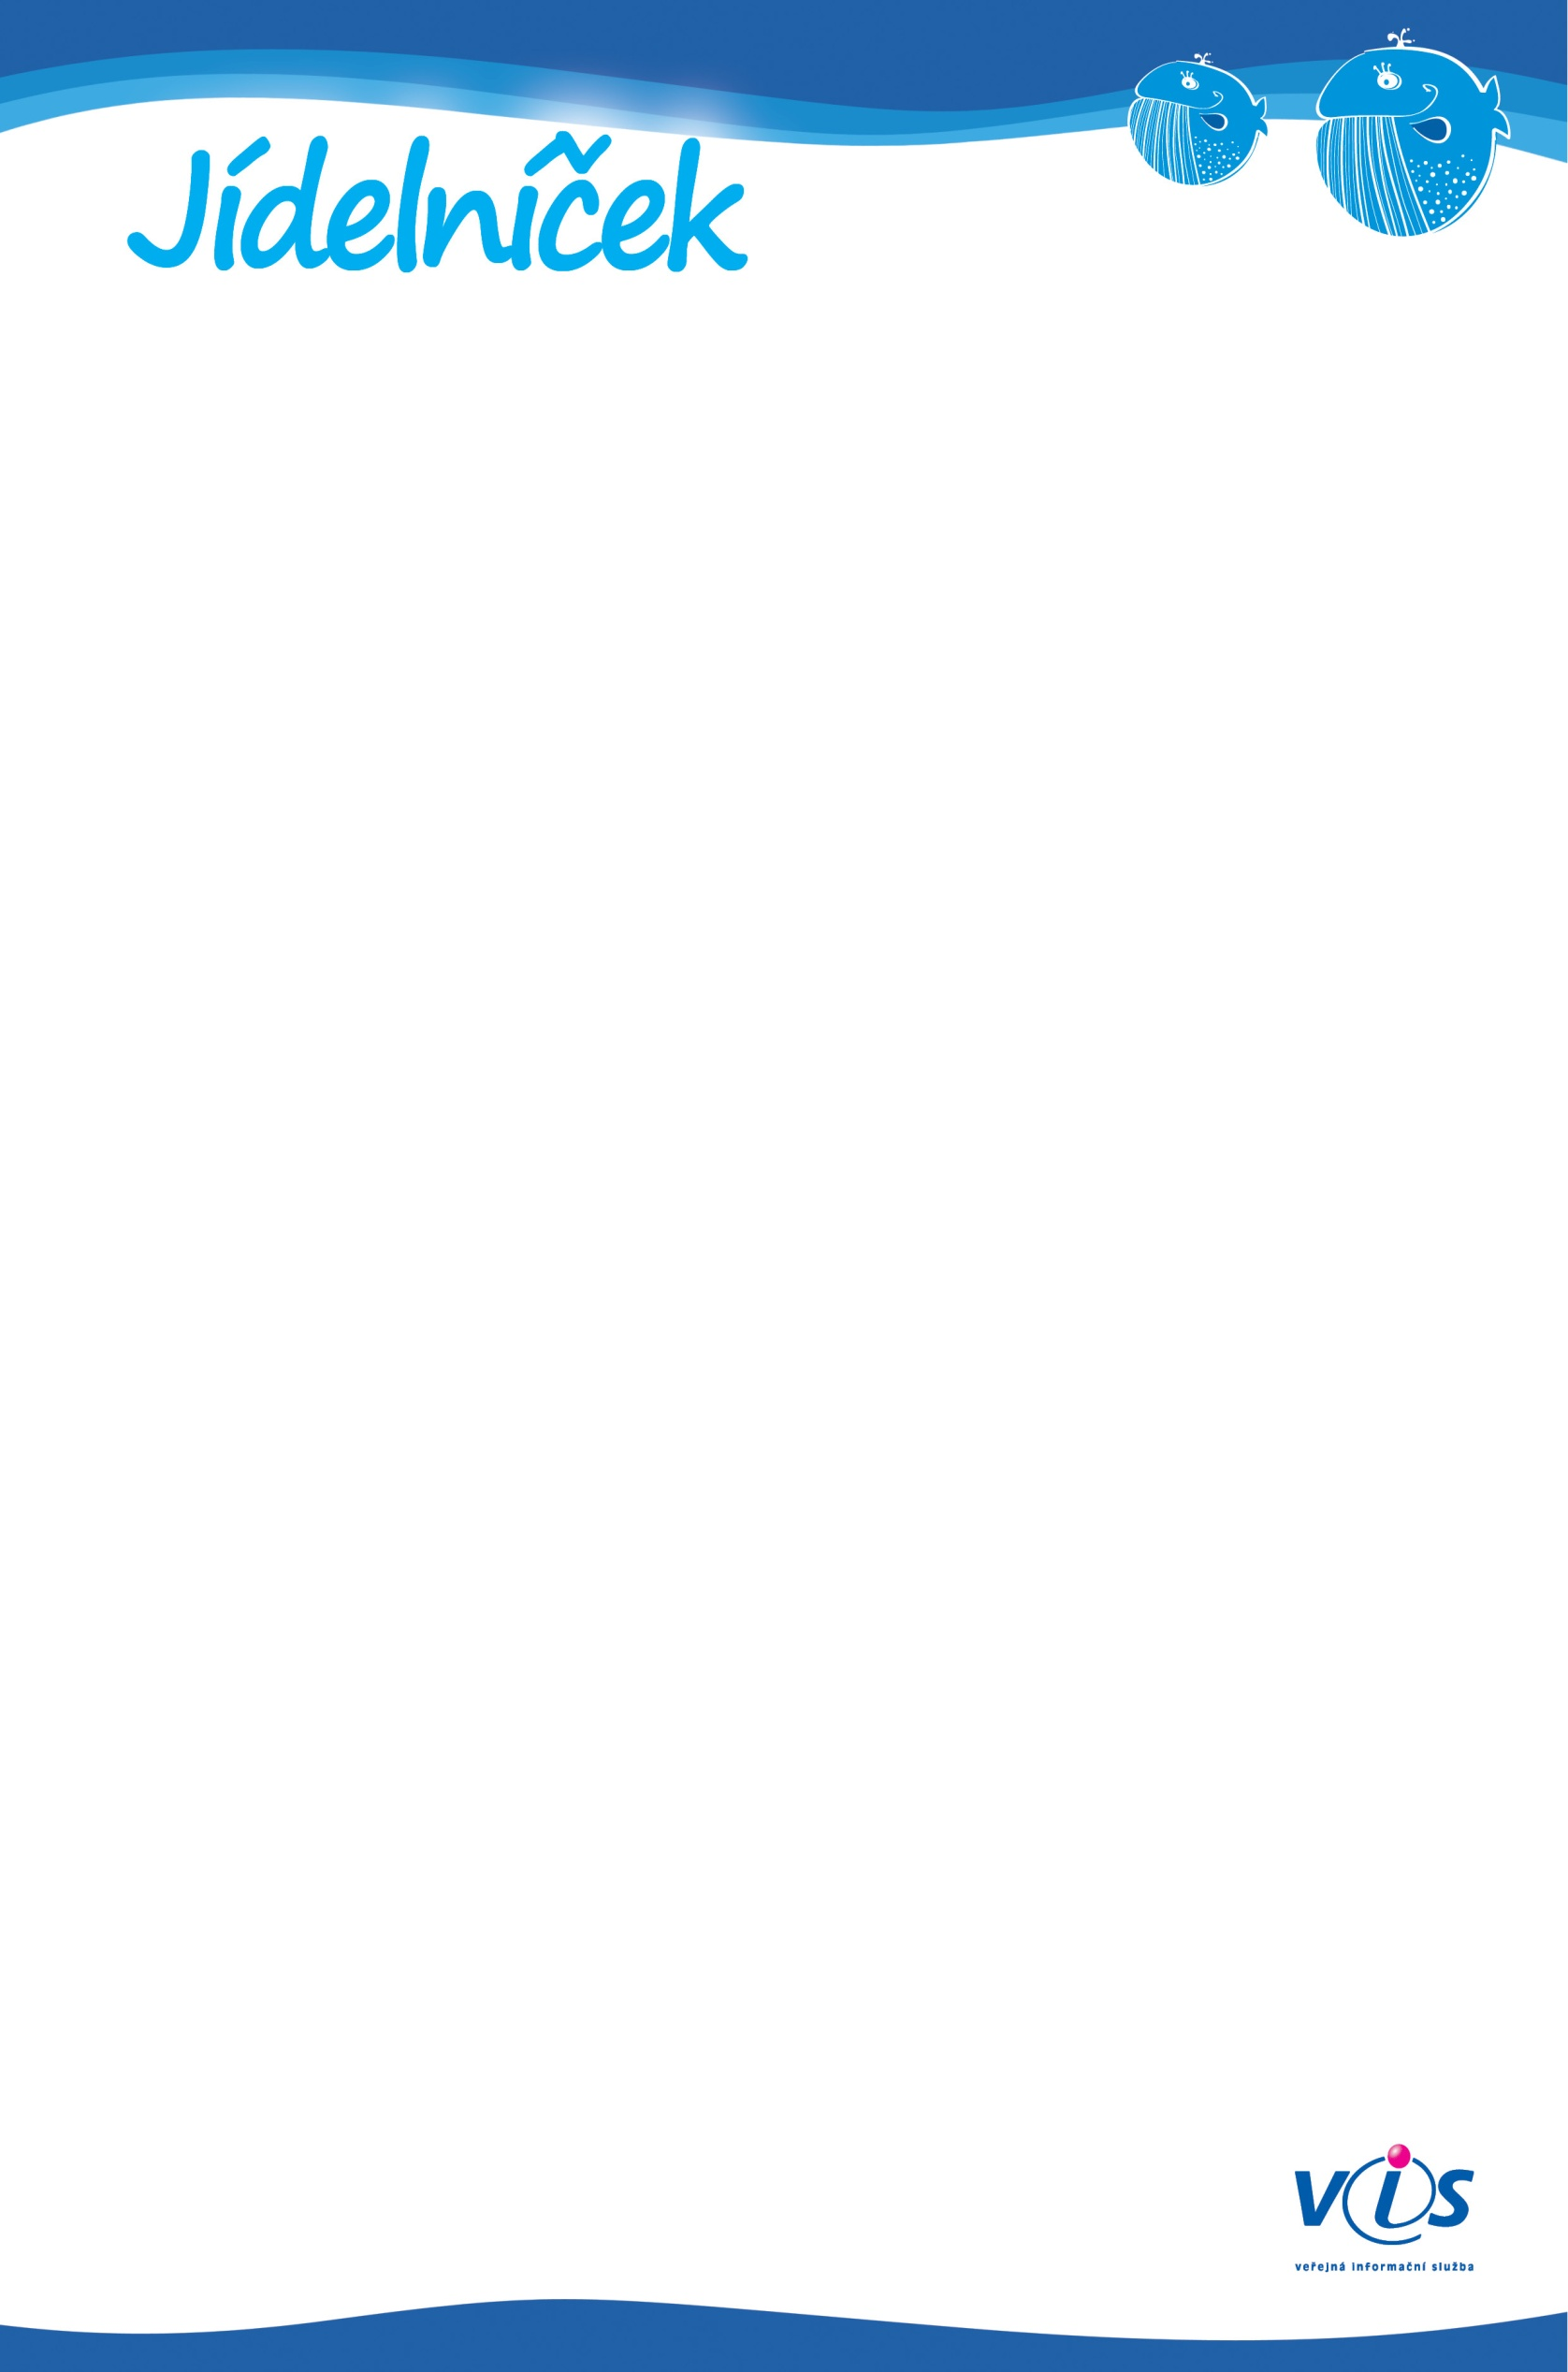 Jídelníček
vis
veřejná informační služba